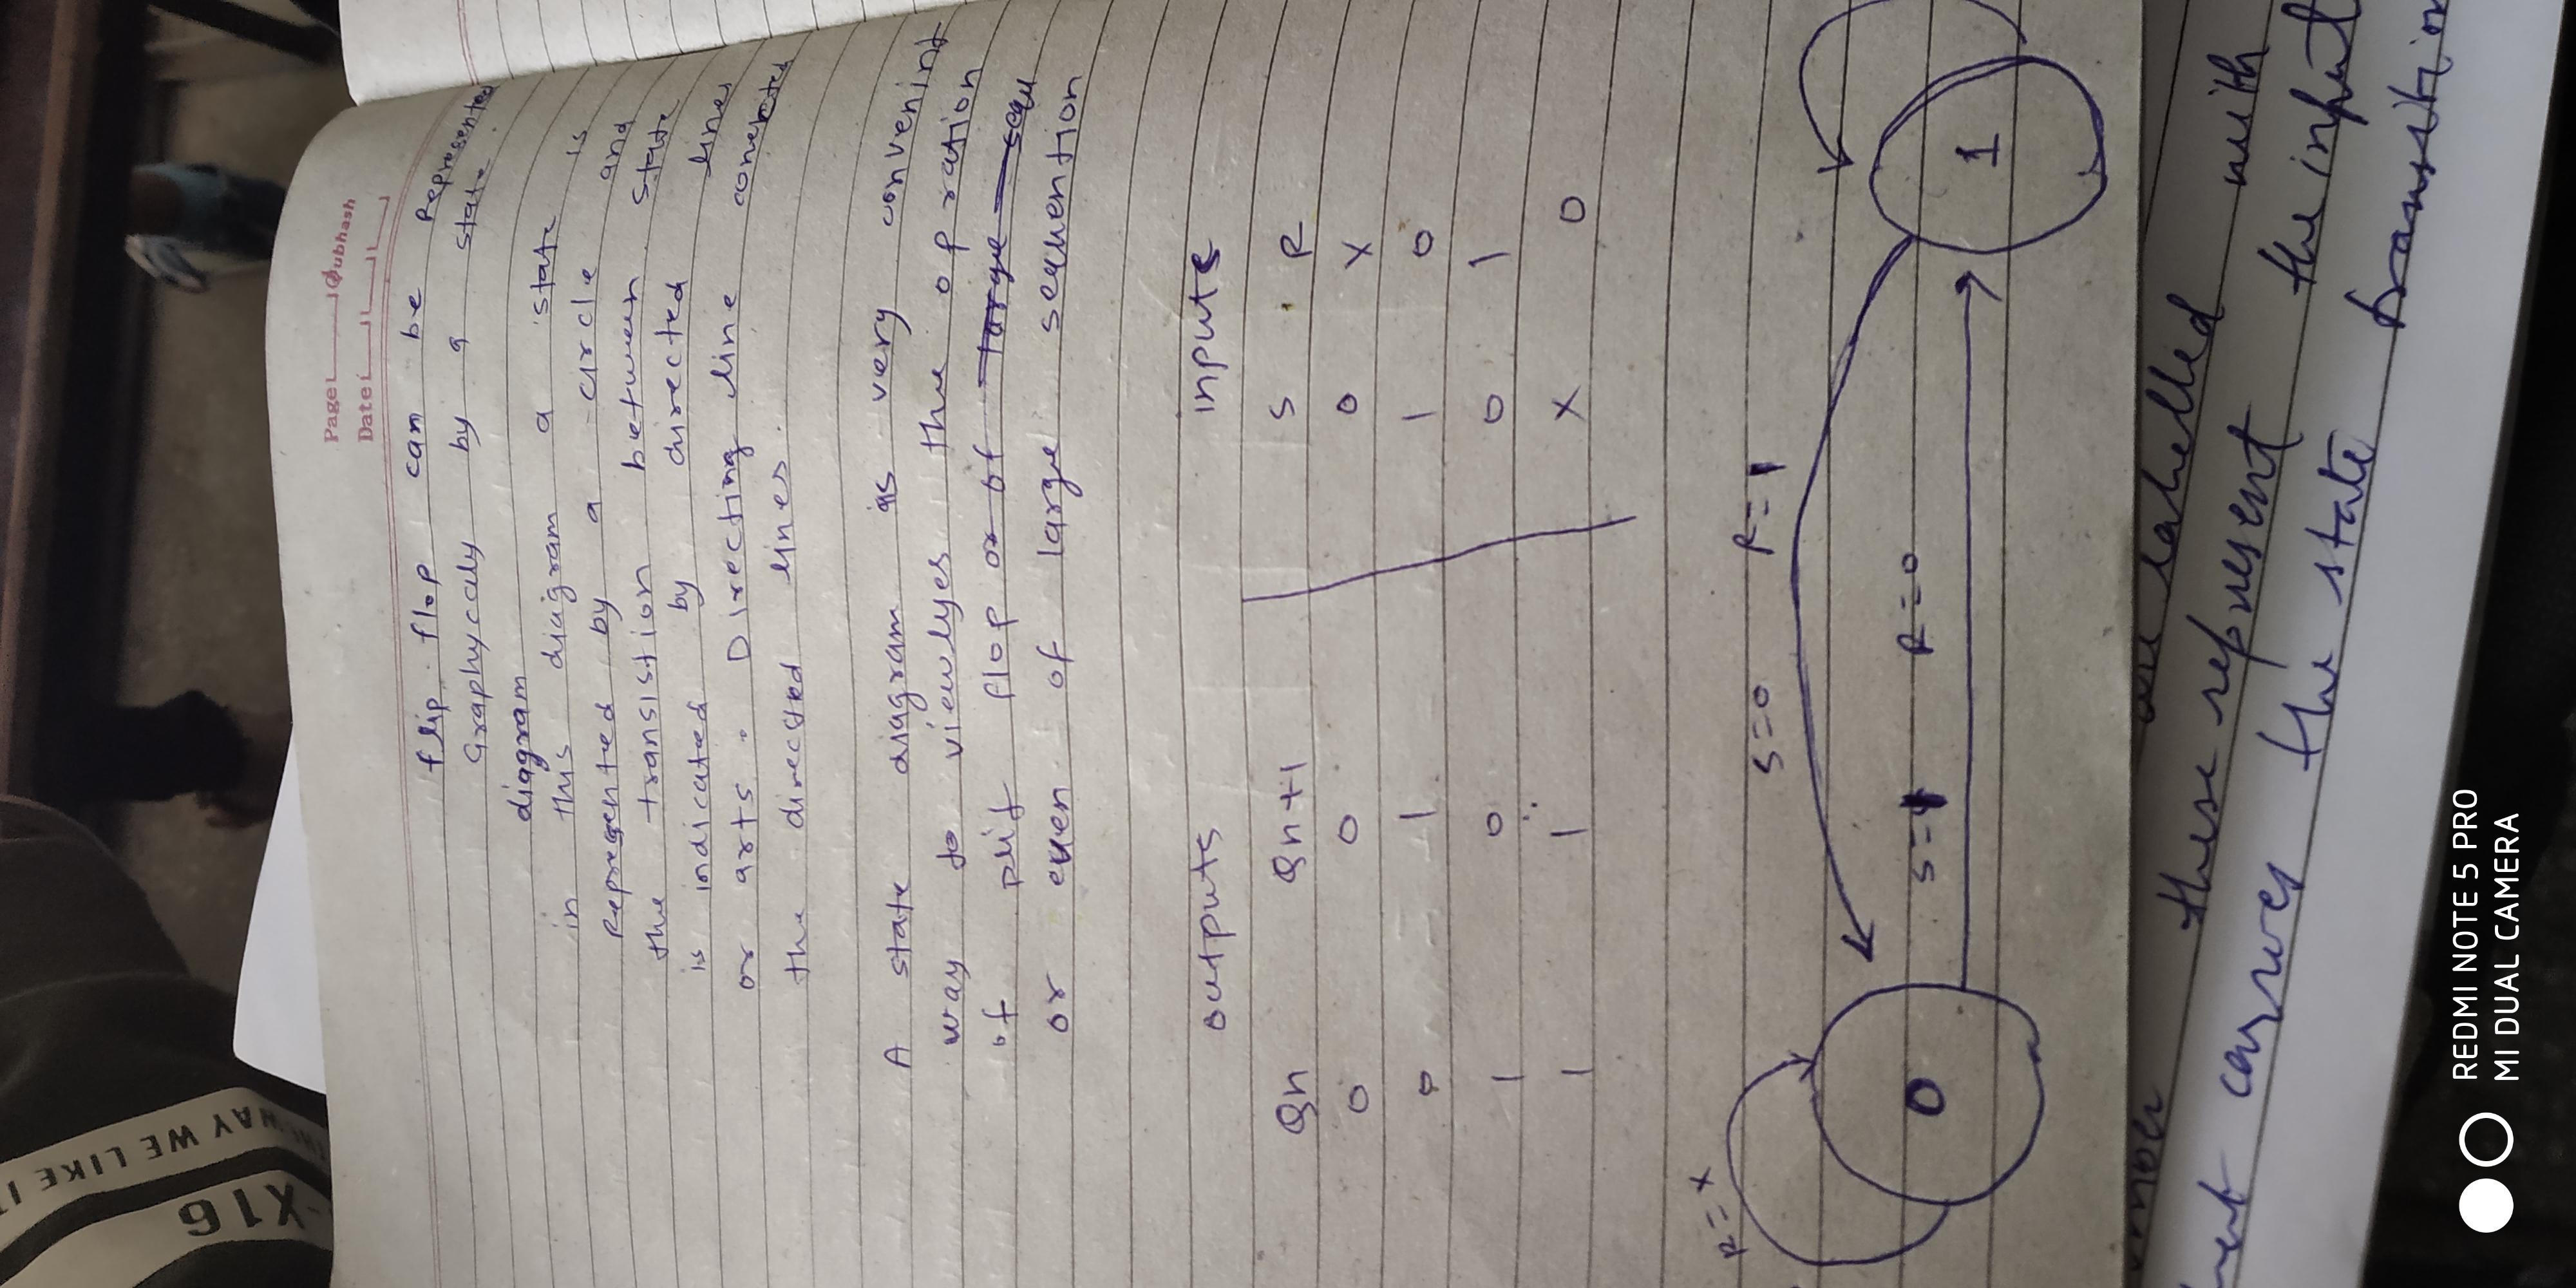 MAY WE LIKE I
X16
Page Subhash
Date
flip flop can be Represented
Graphyccaly by a state
diagram
in this diagram a state is
Represented by a circle and
the transistion between state
is indicated by directed lines
or arts. Directing line conected
the directed lines.
A state diagram is very convenint
way to viewlyes the opration
of plif flop or of large sequ
or even of large sequention
outputs inputs
Qn Qn+1 S R
0 0 0 X
0 1 1 0
1 0 0 1
1 1 X 0
R=X
S=0 R=1
S=1 R=0
0 1
are labelled with
these represent the input
carries the state transition
REDMI NOTE 5 PRO
MI DUAL CAMERA